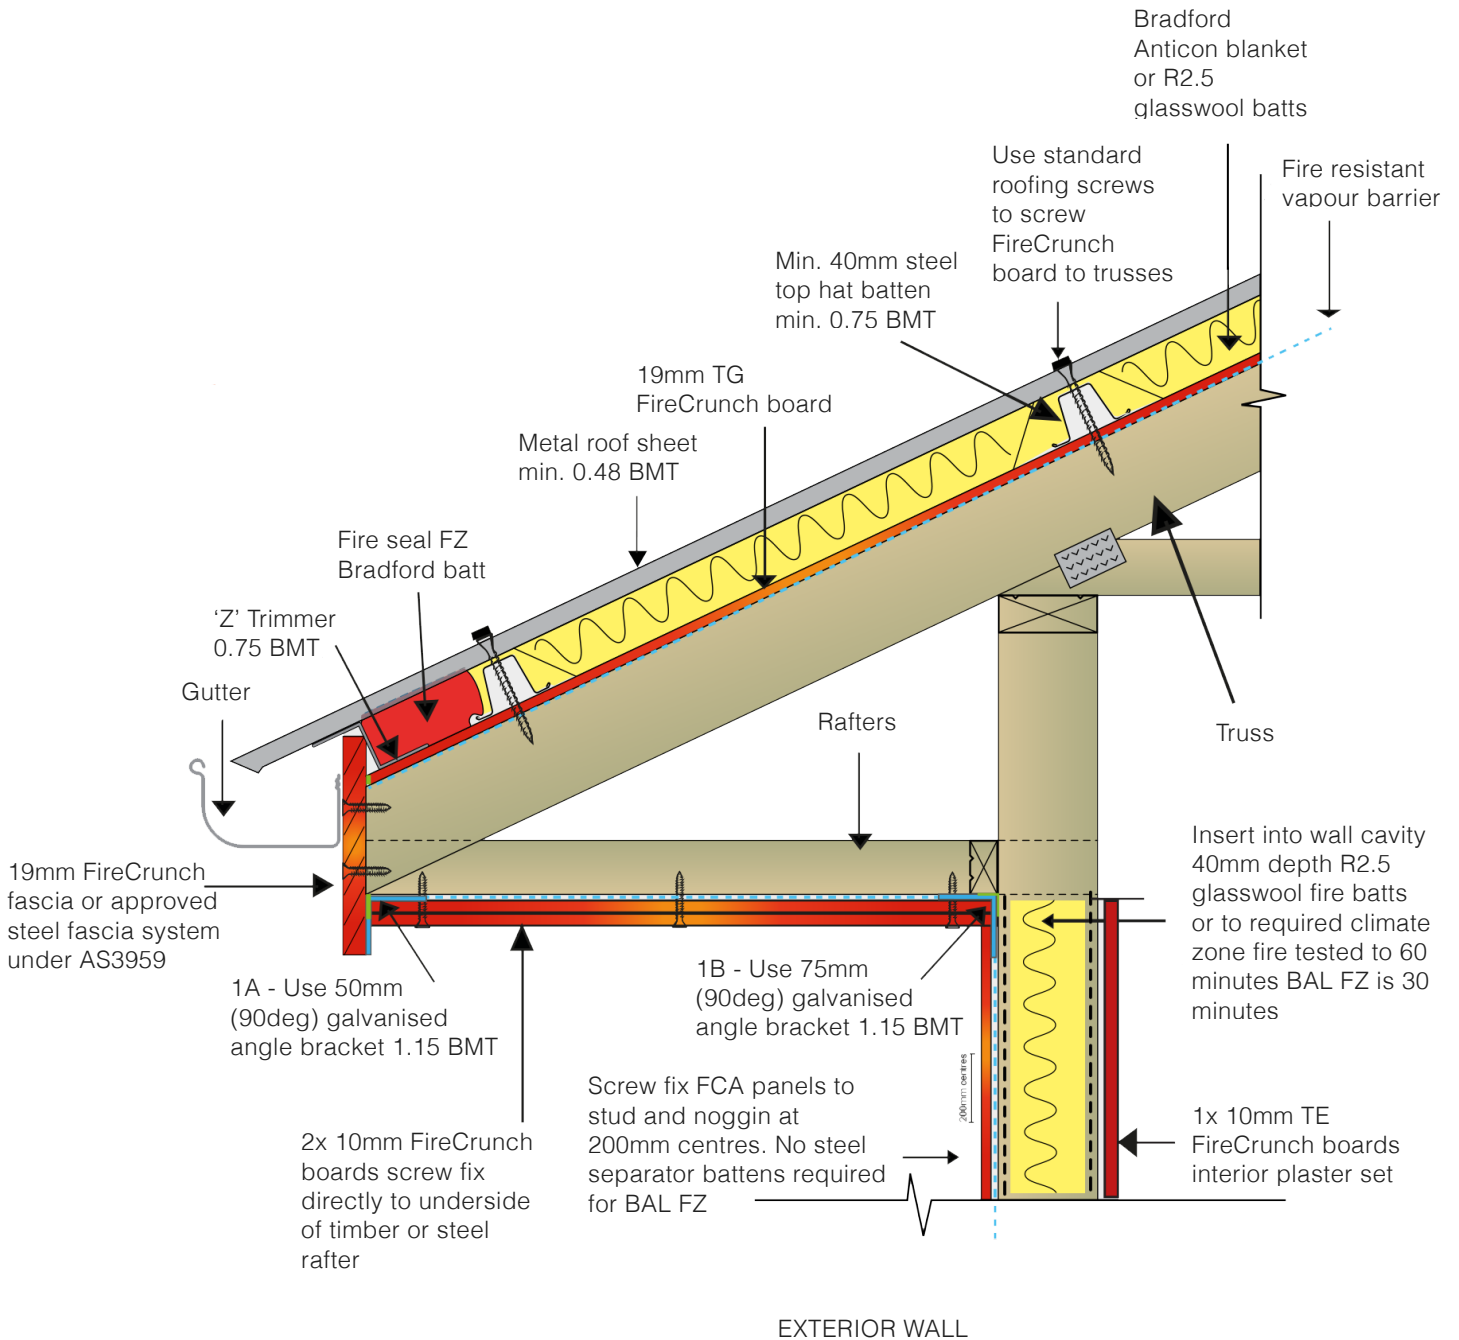 Bradford
Anticon blanket
or R2.5
glasswool batts
Use standard
roofing screws
to screw
FireCrunch
board to trusses
Fire resistant
vapour barrier
Min. 40mm steel
top hat batten
min. 0.75 BMT
19mm TG
FireCrunch board
Metal roof sheet
min. 0.48 BMT
Fire seal FZ
Bradford batt
‘Z’ Trimmer
0.75 BMT
Gutter
Rafters
Truss
19mm FireCrunch
fascia or approved
steel fascia system
under AS3959
1A - Use 50mm
(90deg) galvanised
angle bracket 1.15 BMT
1B - Use 75mm
(90deg) galvanised
angle bracket 1.15 BMT
Insert into wall cavity
40mm depth R2.5
glasswool fire batts
or to required climate
zone fire tested to 60
minutes BAL FZ is 30
minutes
200mm centres
2x 10mm FireCrunch
boards screw fix
directly to underside
of timber or steel
rafter
Screw fix FCA panels to
stud and noggin at
200mm centres. No steel
separator battens required
for BAL FZ
1x 10mm TE
FireCrunch boards
interior plaster set
EXTERIOR WALL